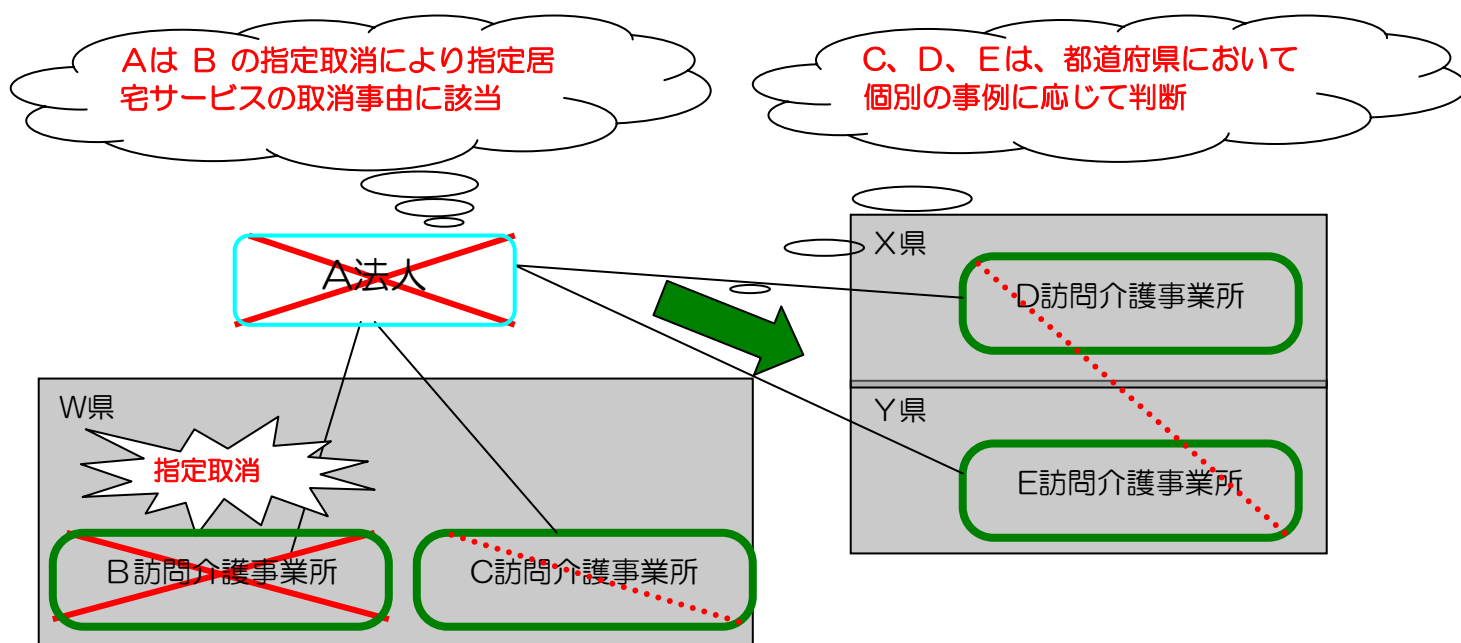 Aは B の指定取消により指定居
宅サービスの取消事由に該当
C、D、Eは、都道府県において
個別の事例に応じて判断
A法人
X県
D訪問介護事業所
W県
Y県
指定取消
E訪問介護事業所
B訪問介護事業所
C訪問介護事業所